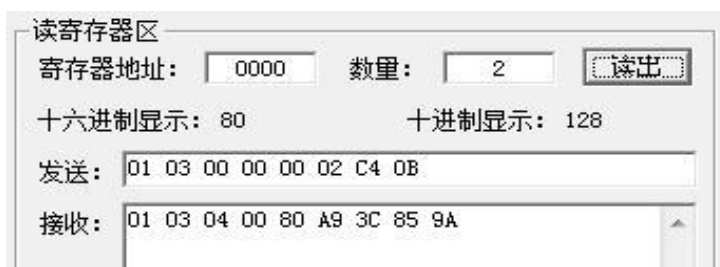 读寄存器区
寄存器地址： 0000 数量： 2 读出
十六进制显示：80 十进制显示：128
发送： 01 03 00 00 00 02 C4 0B
接收： 01 03 04 00 80 A9 3C 85 9A